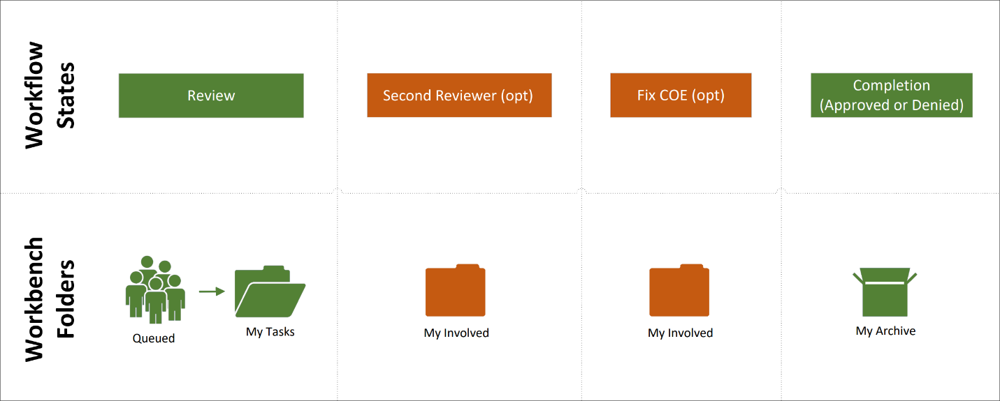 Workflow
States
Review
Second Reviewer (opt)
Fix COE (opt)
Completion
(Approved or Denied)
Workbench
Folders
Queued
My Tasks
My Involved
My Involved
My Archive